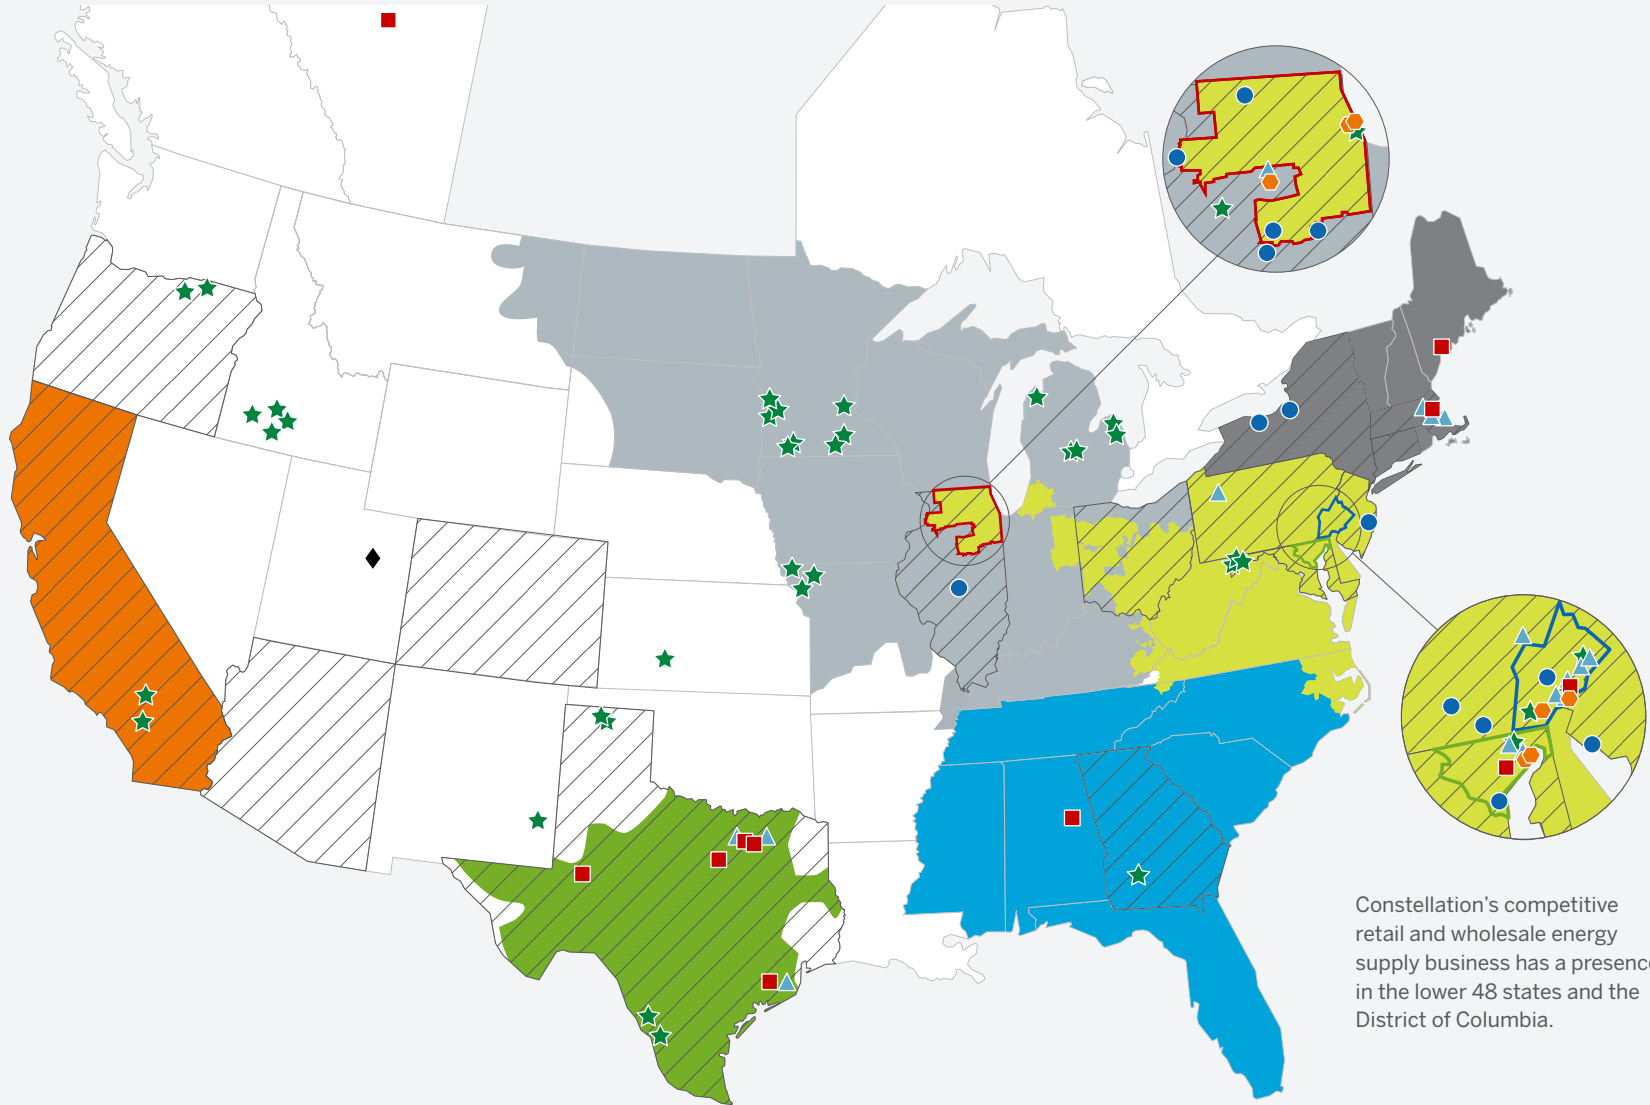 Constellation’s competitive
retail and wholesale energy
supply business has a presence
in the lower 48 states and the
District of Columbia.